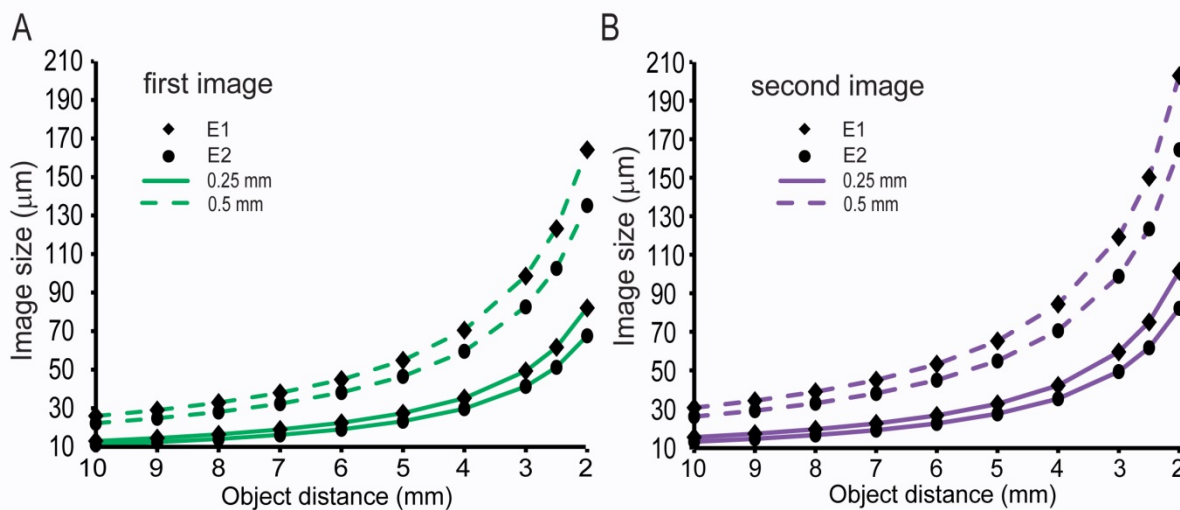 A
210
190
170
150
130
110
90
70
50
30
10
Image size (μm)
first image
E1
E2
0.25 mm
0.5 mm
10 9 8 7 6 5 4 3 2
Object distance (mm)
B
210
190
170
150
130
110
90
70
50
30
10
Image size (μm)
second image
E1
E2
0.25 mm
0.5 mm
10 9 8 7 6 5 4 3 2
Object distance (mm)